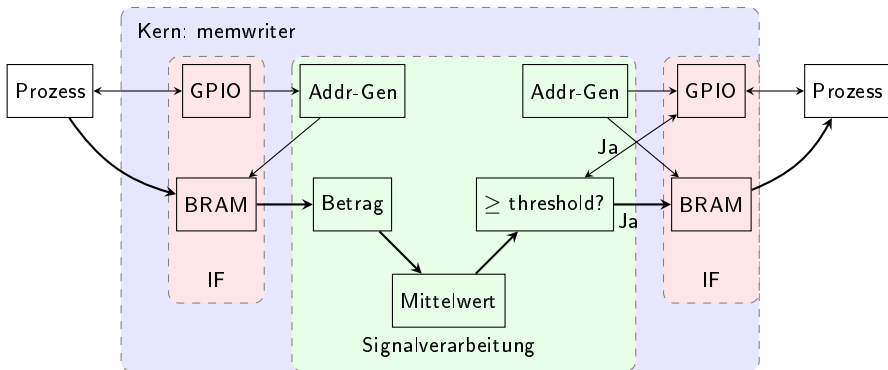 Kern: memwriter
Prozess
GPIO
Addr-Gen
Addr-Gen
GPIO
Prozess
Ja
BRAM
Betrag
≥ threshold?
Ja
BRAM
IF
IF
Mittelwert
Signalverarbeitung